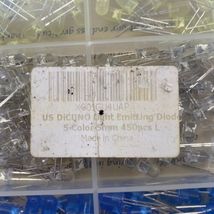 US DiCUNO Light Emitting Diode
5-Color 5mm 450pcs L
Made in China